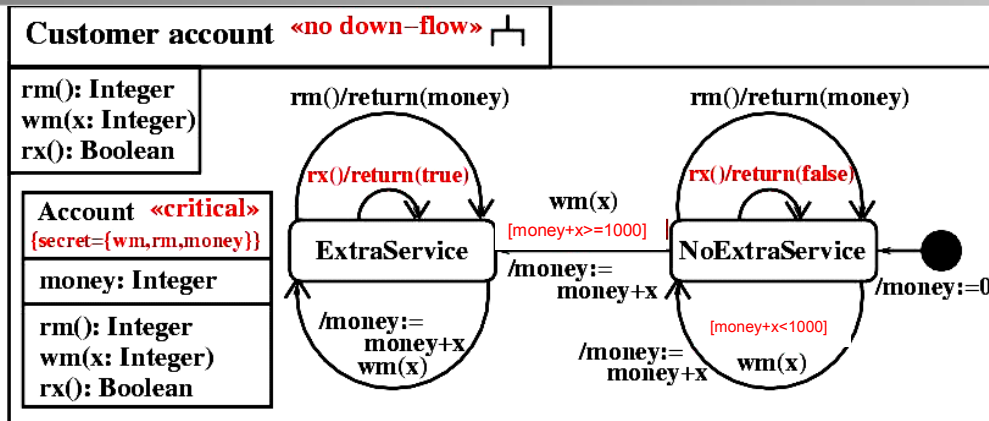 Customer account «no down−flow»
rm(): Integer
wm(x: Integer)
rx(): Boolean
Account «critical»
{secret={wm,rm,money}}
money: Integer
rm(): Integer
wm(x: Integer)
rx(): Boolean
rm()/return(money)
rx()/return(true)
ExtraService
/money:=
money+x
wm(x)
wm(x)
[money+x>=1000]
/money:=
money+x
rm()/return(money)
rx()/return(false)
NoExtraService
/money:=0
[money+x<1000]
/money:=
money+x
wm(x)